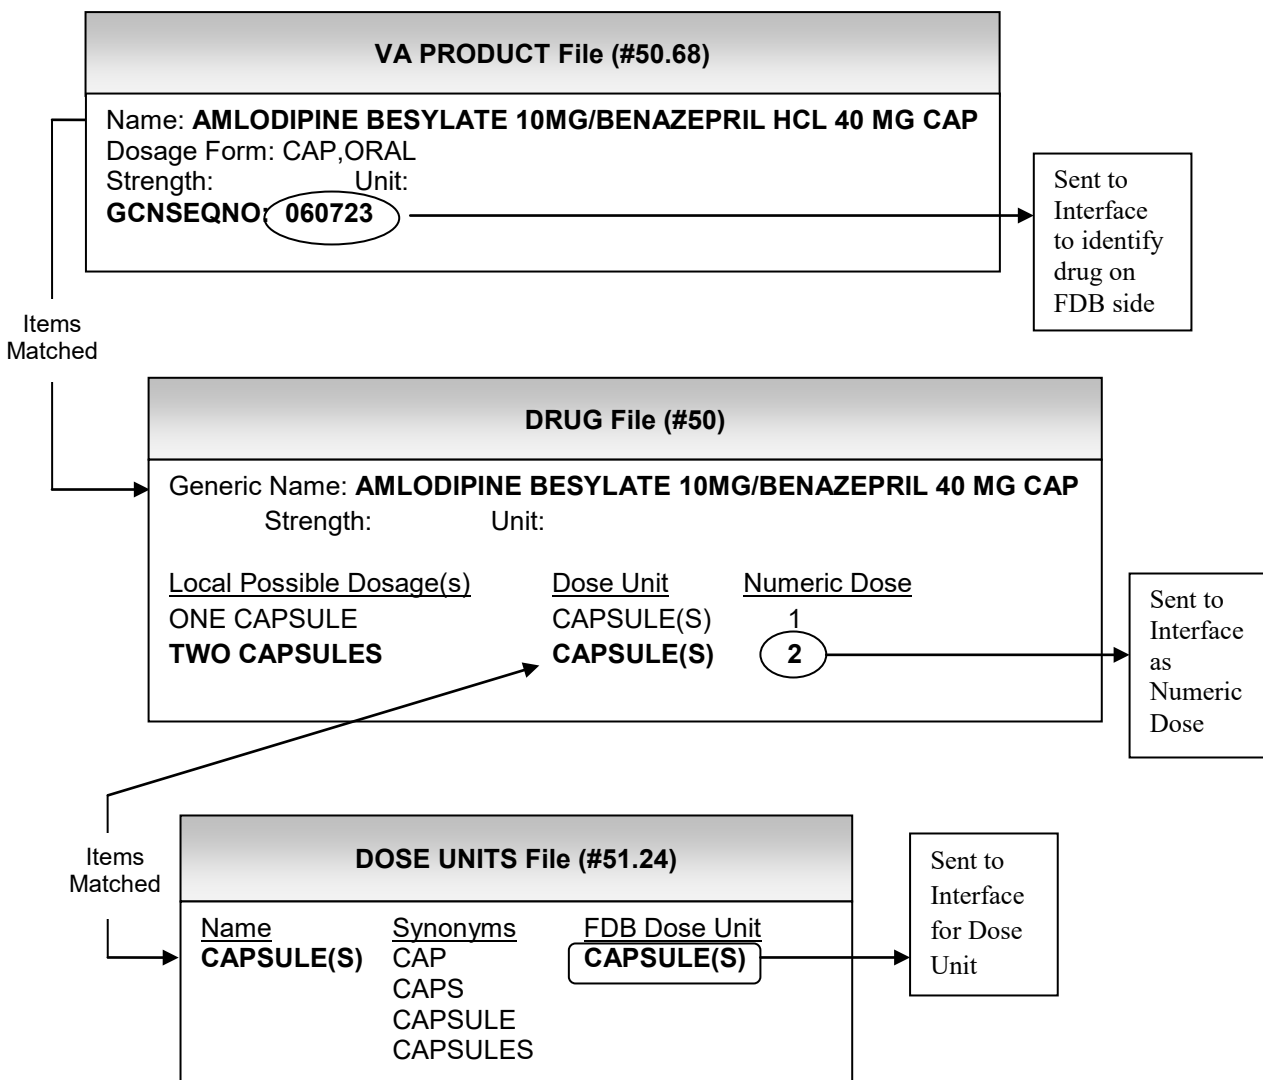 VA PRODUCT File (#50.68)
Name: AMLODIPINE BESYLATE 10MG/BENAZEPRIL HCL 40 MG CAP
Dosage Form: CAP,ORAL
Strength: Unit:
GCNSEQNO: 060723
Sent to
Interface
to identify
drug on
FDB side
Items
Matched
DRUG File (#50)
Generic Name: AMLODIPINE BESYLATE 10MG/BENAZEPRIL 40 MG CAP
Strength: Unit:
Local Possible Dosage(s) Dose Unit Numeric Dose
ONE CAPSULE CAPSULE(S) 1
TWO CAPSULES CAPSULE(S) 2
Sent to
Interface
as
Numeric
Dose
Items
Matched
DOSE UNITS File (#51.24)
Name Synonyms FDB Dose Unit
CAPSULE(S) CAP CAPSULE(S)
CAPS
CAPSULE
CAPSULES
Sent to
Interface
for Dose
Unit